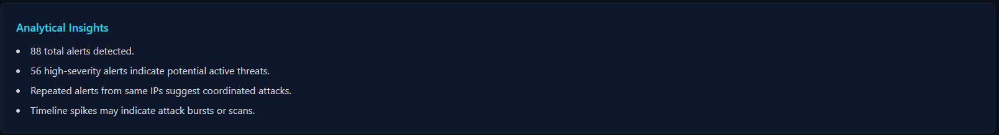 Analytical Insights
• 88 total alerts detected.
• 56 high-severity alerts indicate potential active threats.
• Repeated alerts from same IPs suggest coordinated attacks.
• Timeline spikes may indicate attack bursts or scans.